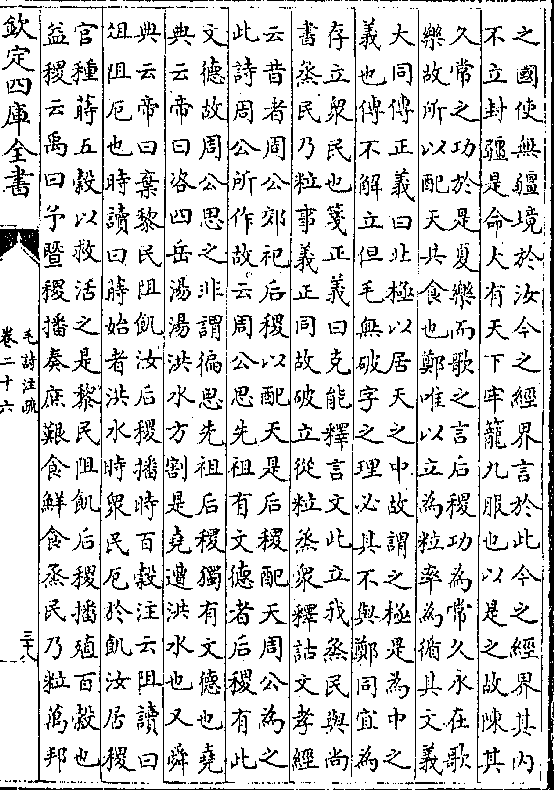 之國使無疆境於汝今之經界言於此今之經界其内
不立封疆是命大有天下牢籠九服也以是之故陳其
久常之功於是夏樂而歌之言后稷功為常久永在歌
樂故所以配天其食也鄭唯以立為粒率為循其文義
大同傳正義曰北極以居天之中故謂之極是為中之
義也傳不解立但毛無破字之理必其不與鄭同宜為
存立衆民也箋正義曰克能釋言文此立我烝民與尚
書烝民乃粒事義正同故破立從粒烝衆釋詁文孝經
云昔者周公郊祀后稷以配天是后稷配天周公為之
此詩周公所作故云周公思先祖有文德者后稷有此
文德故周公思之非謂徧思先祖后稷獨有文德也堯
典云帝曰咨四岳湯湯洪水方割是堯遭洪水也又舜
典云帝曰棄黎民阻飢汝后稷播時百穀注云阻讀曰
俎阻厄也時讀曰蒔始者洪水時衆民厄於飢汝居稷
官種蒔五穀以救活之是黎民阻飢后稷播殖百穀也
益稷云禹曰予暨稷播奏庶艱食鮮食烝民乃粒萬邦
欽定四庫全書
毛詩注疏
卷二十六